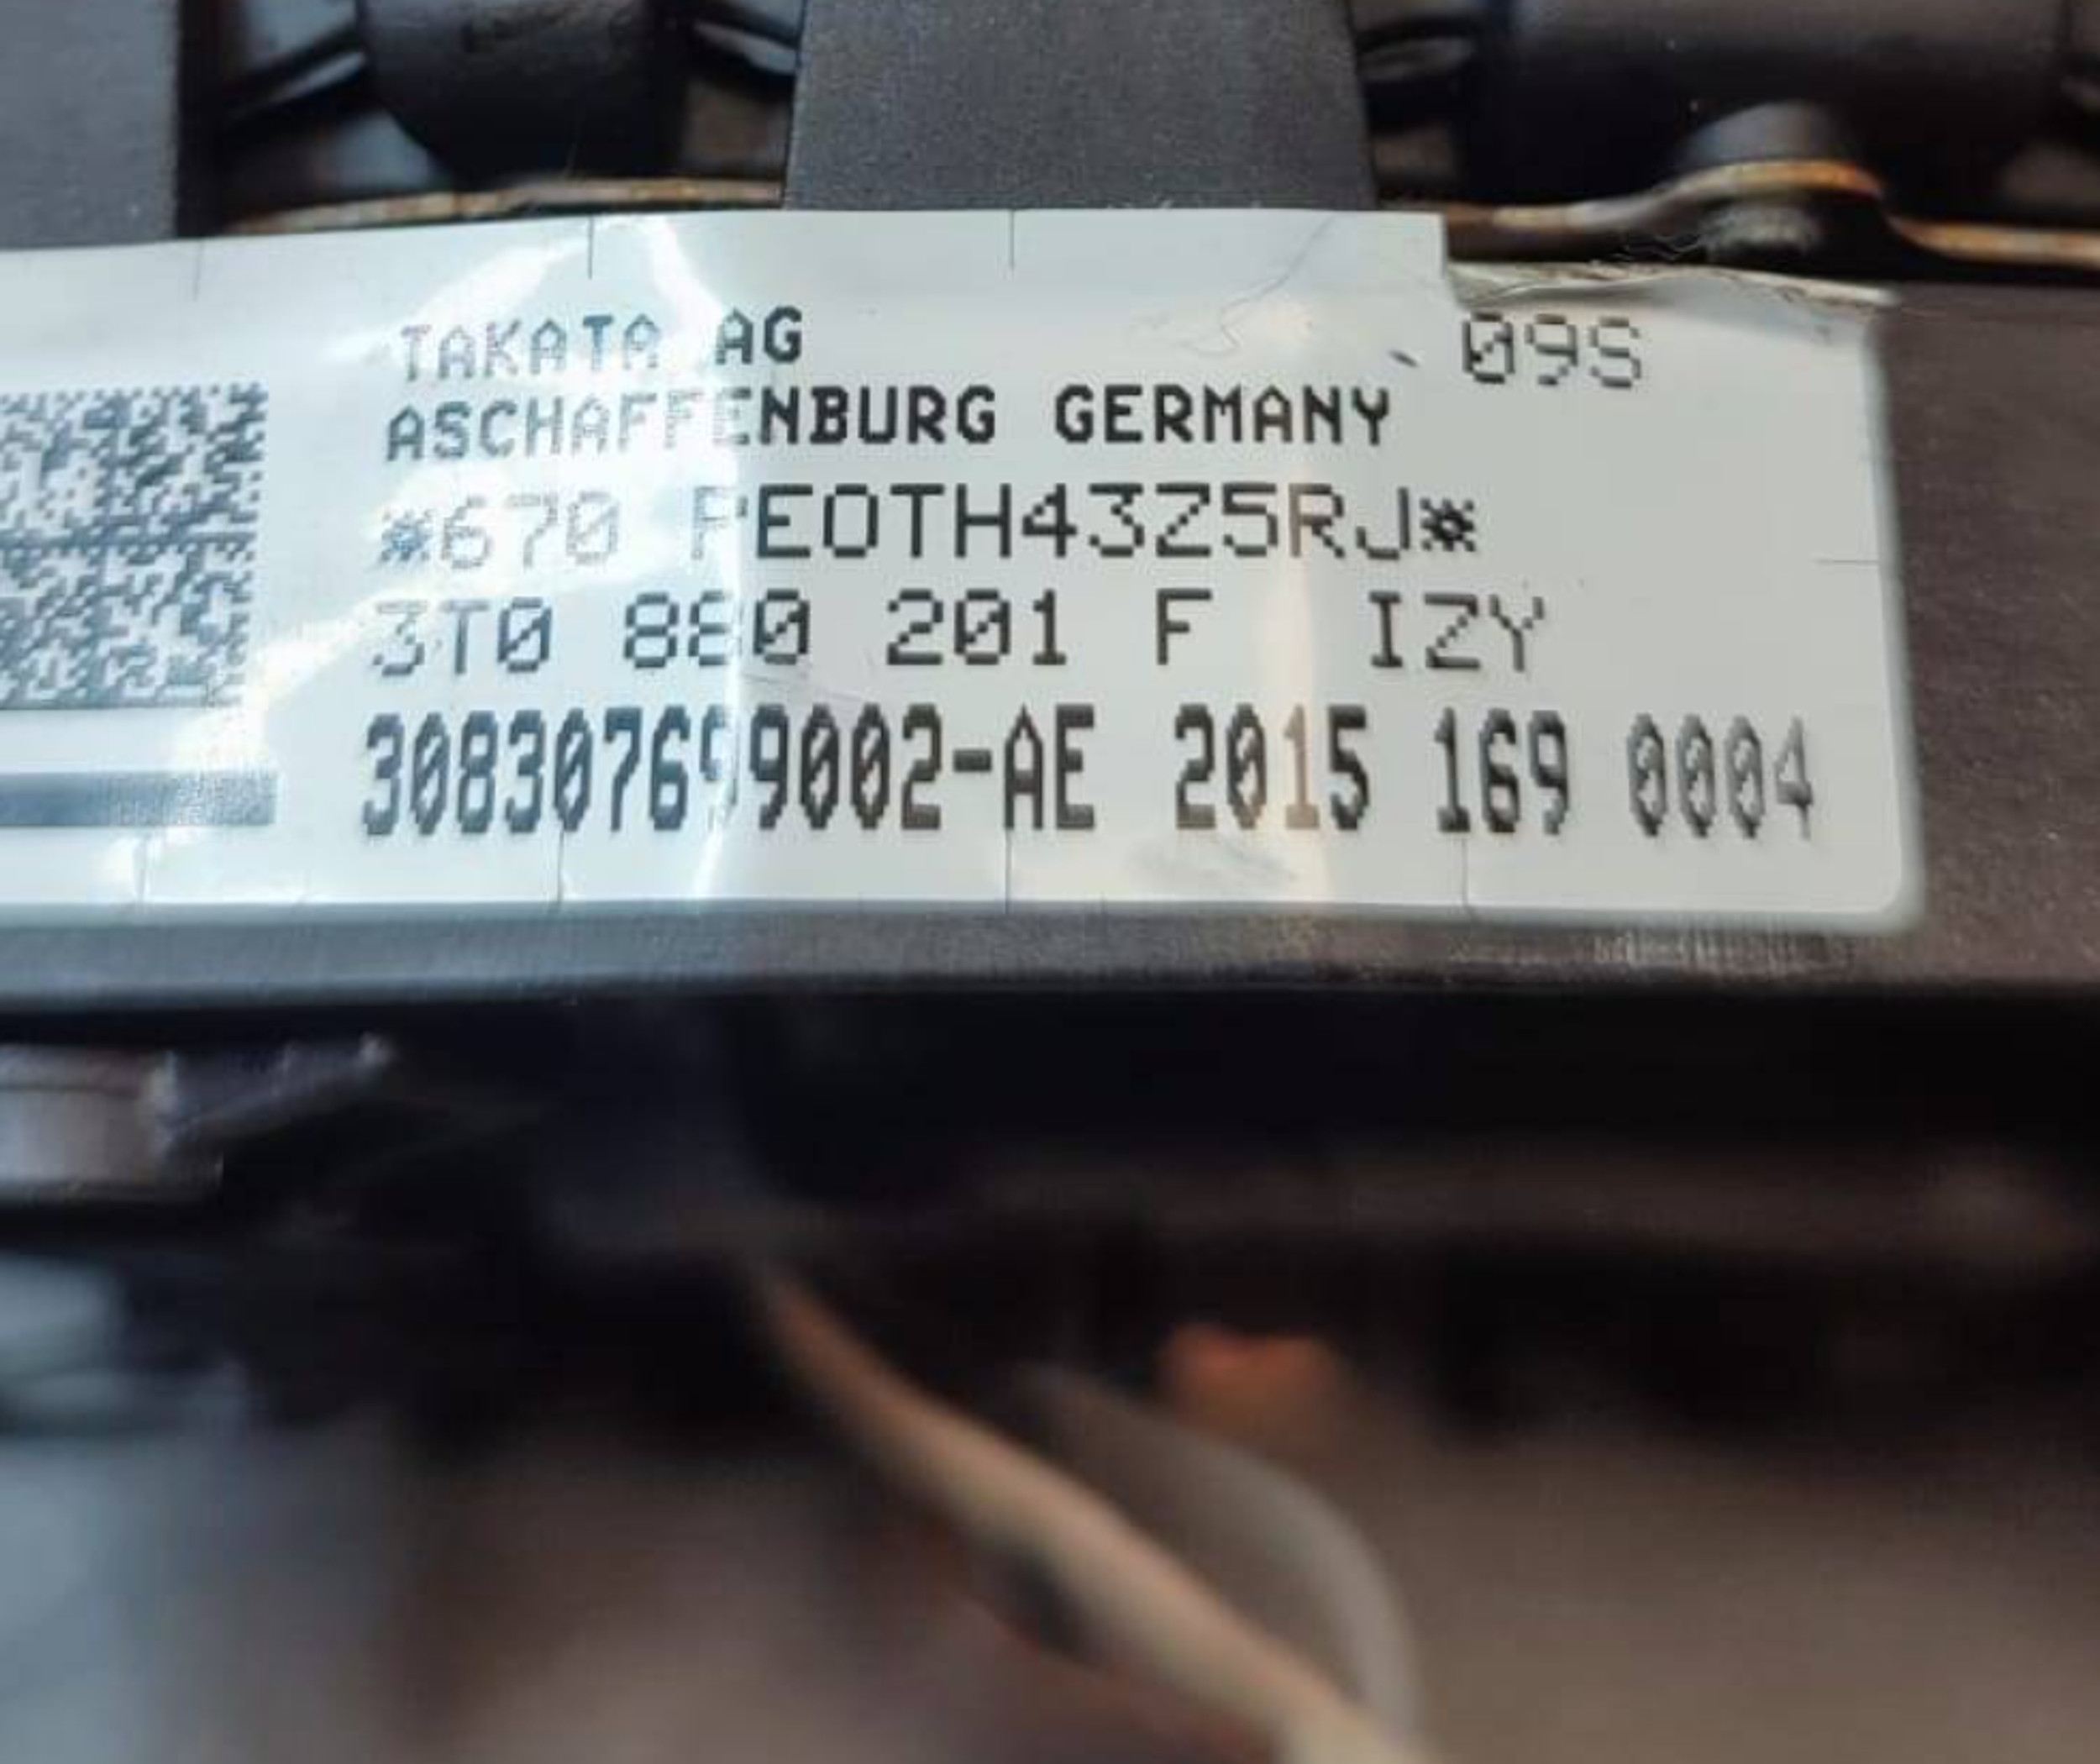 TAKATA AG
09S
ASCHAFFENBURG GERMANY
*670 PEOTH43Z5RJ*
3T0 880 201 F IZY
308307699002-AE 2015 169 0004